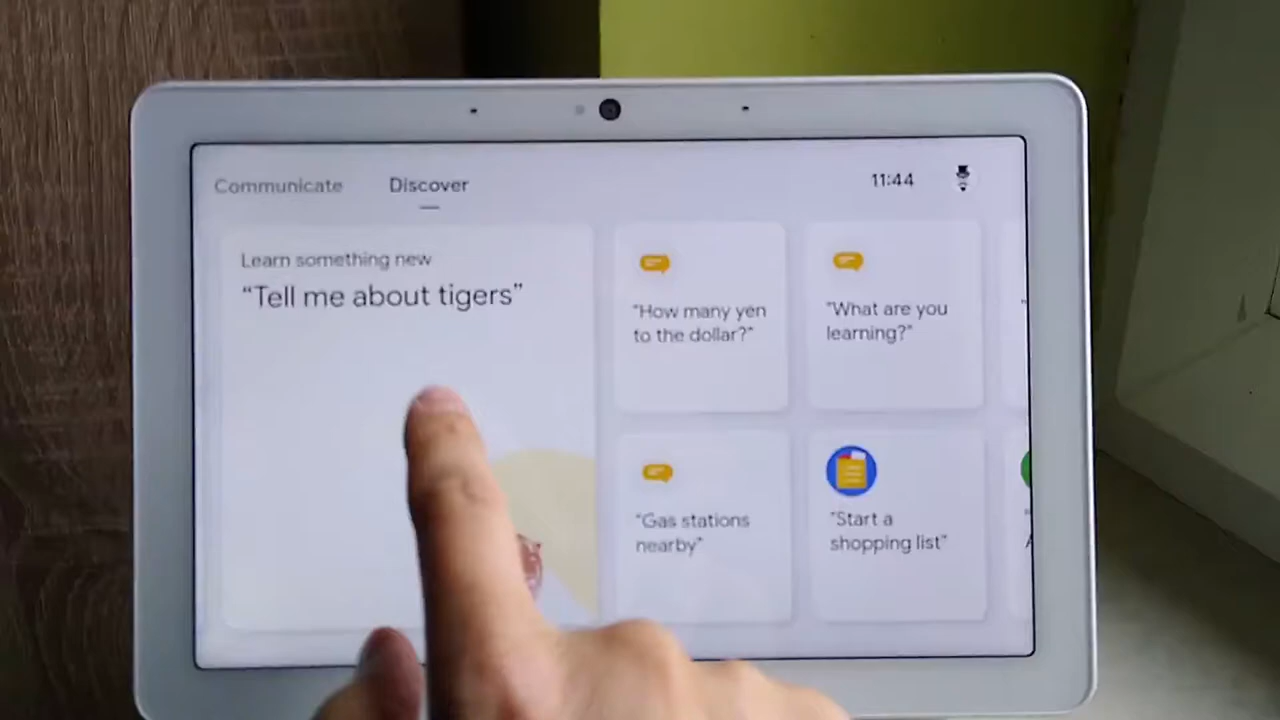 Communicate
Discover
11:44
Learn something new
“Tell me about tigers”
"How many yen
to the dollar?"
"What are you
learning?"
"Gas stations
nearby"
"Start a
shopping list"